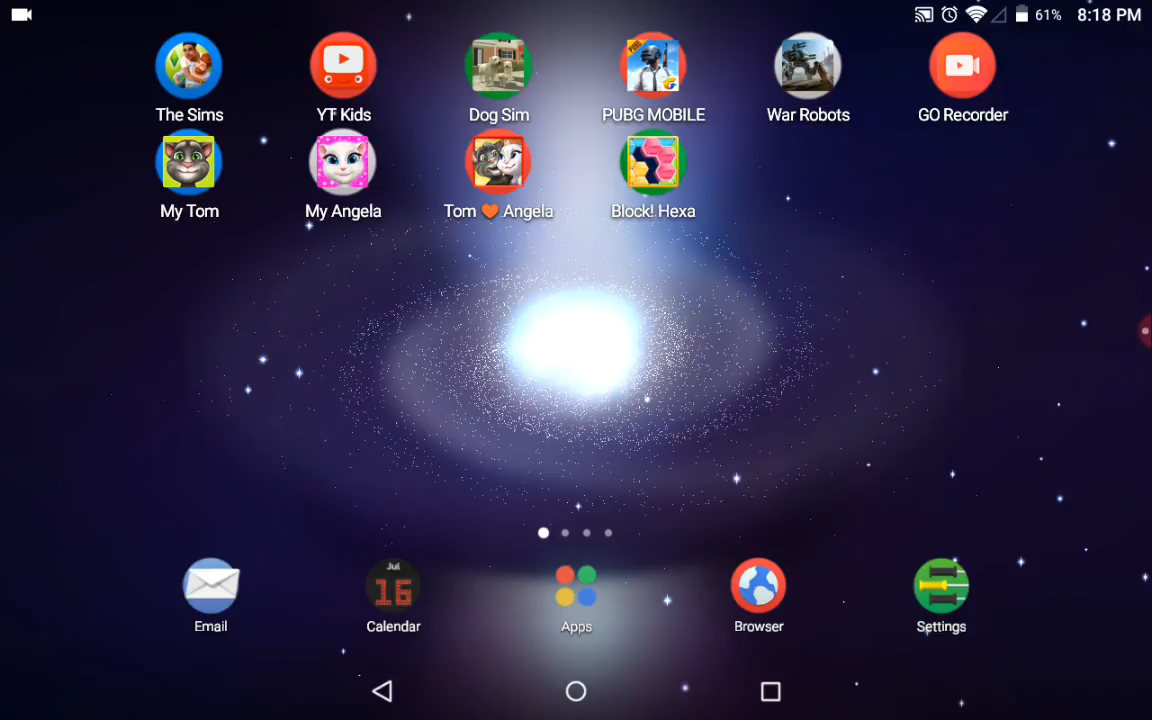 61% 8:18 PM
The Sims YT Kids Dog Sim PUBG MOBILE War Robots GO Recorder
My Tom My Angela Tom 🧡 Angela Block! Hexa
Jul
16
Email Calendar Apps Browser Settings